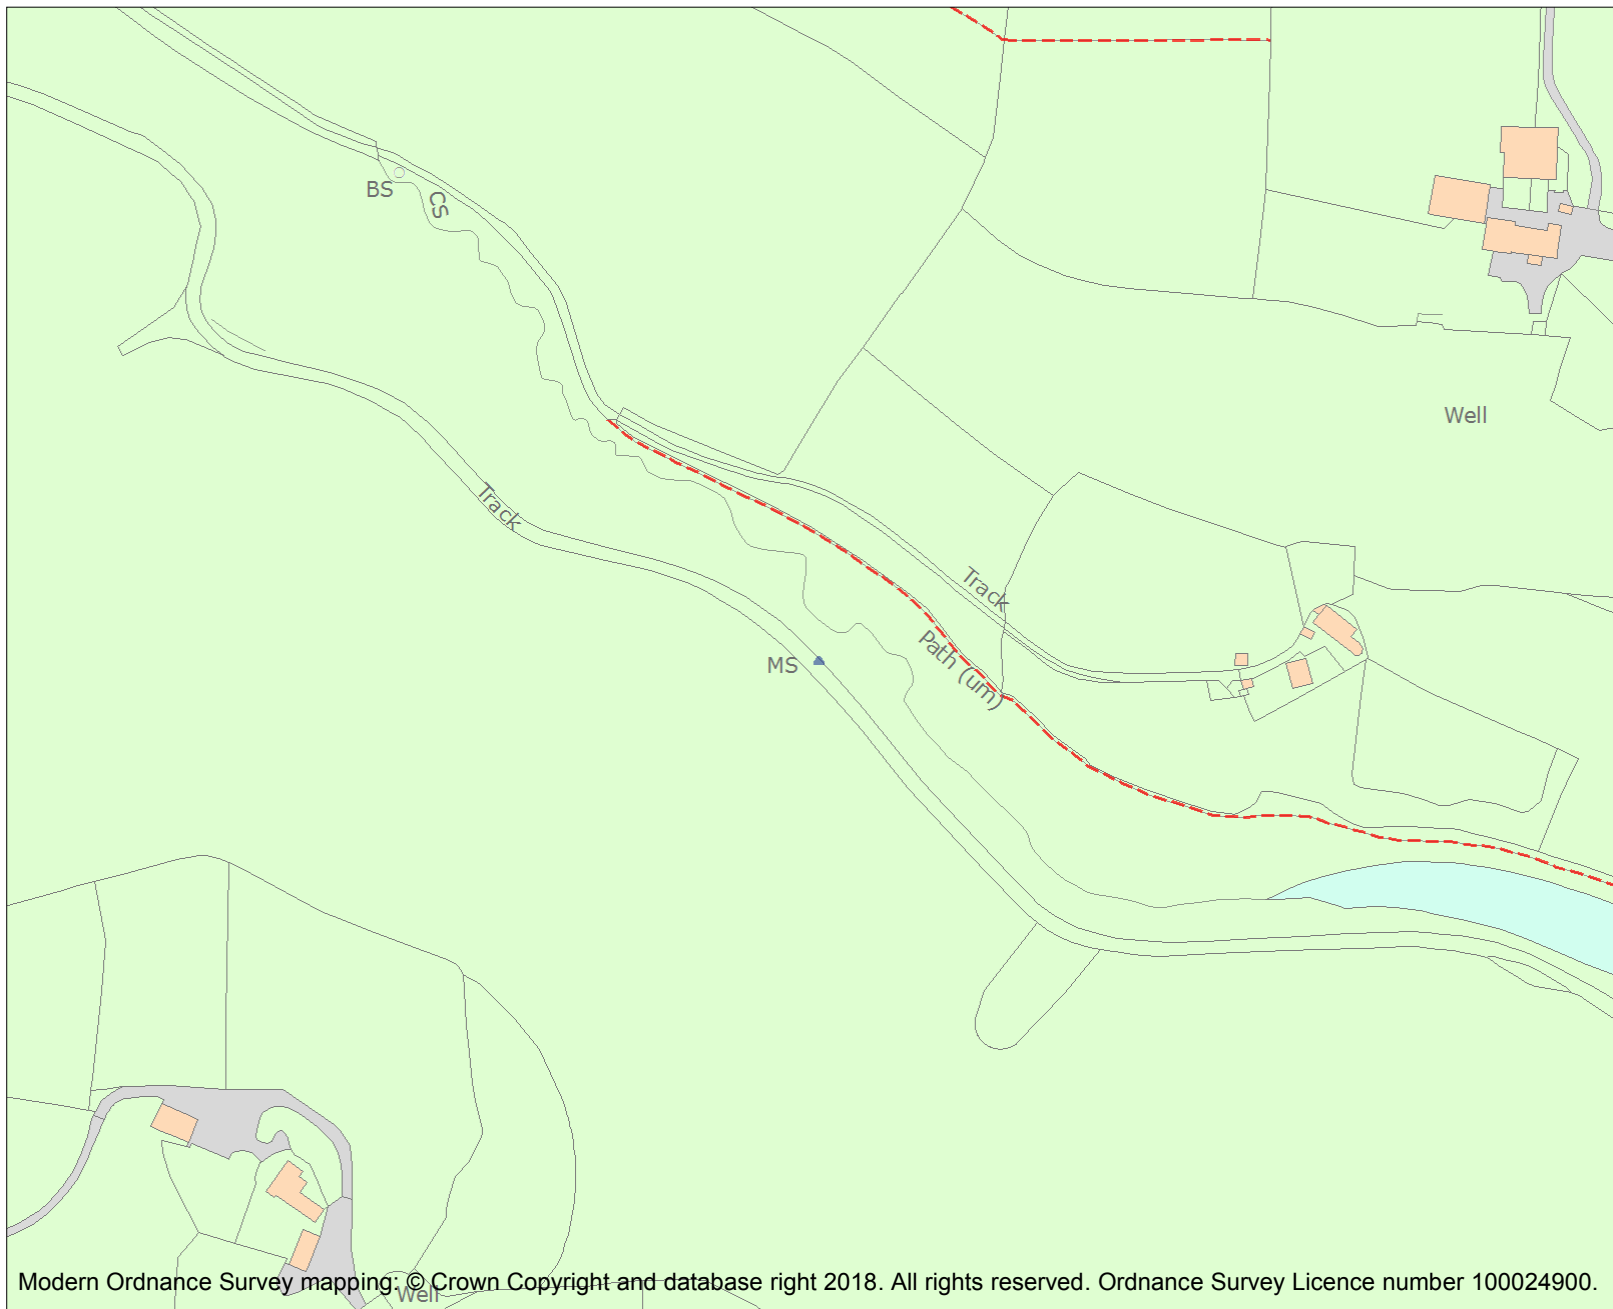 BS
CS
Well
Track
Track
Path (um)
MS
Well
Modern Ordnance Survey mapping: © Crown Copyright and database right 2018. All rights reserved. Ordnance Survey Licence number 100024900.